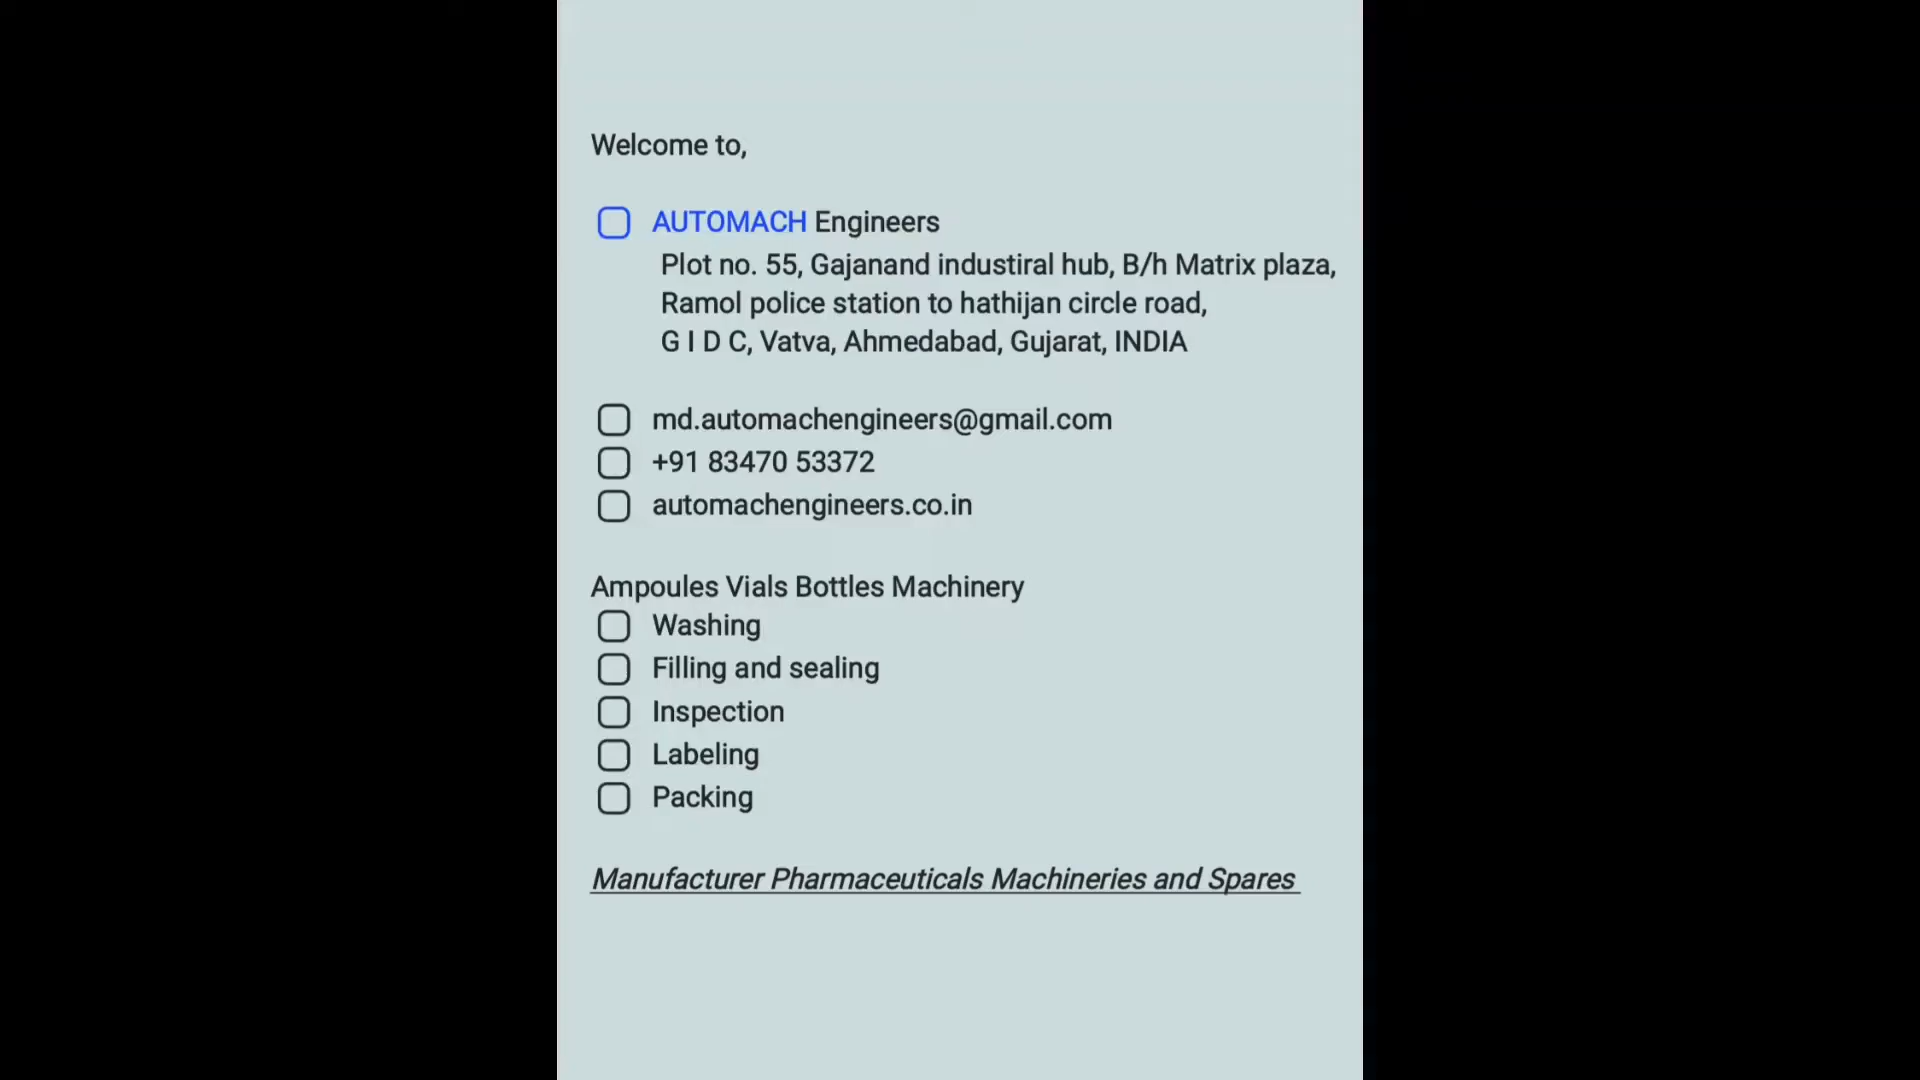 Welcome to,
AUTOMACH Engineers
Plot no. 55, Gajanand industiral hub, B/h Matrix plaza,
Ramol police station to hathijan circle road,
G I D C, Vatva, Ahmedabad, Gujarat, INDIA
md.automachengineers@gmail.com
+91 83470 53372
automachengineers.co.in
Ampoules Vials Bottles Machinery
Washing
Filling and sealing
Inspection
Labeling
Packing
Manufacturer Pharmaceuticals Machineries and Spares